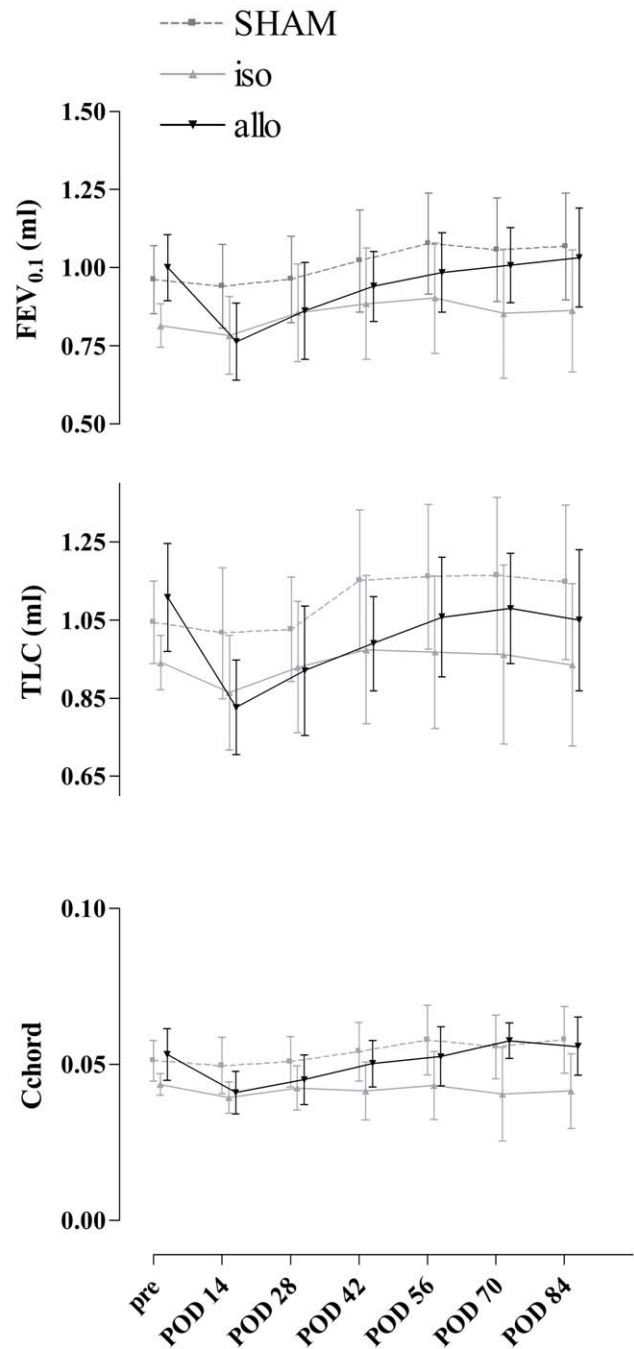 SHAM
iso
allo
1.50
1.25
1.00
0.75
0.50
FEV0.1 (ml)
1.25
1.05
0.85
0.65
TLC (ml)
0.10
0.05
0.00
Cchord
pre
POD 14
POD 28
POD 42
POD 56
POD 70
POD 84